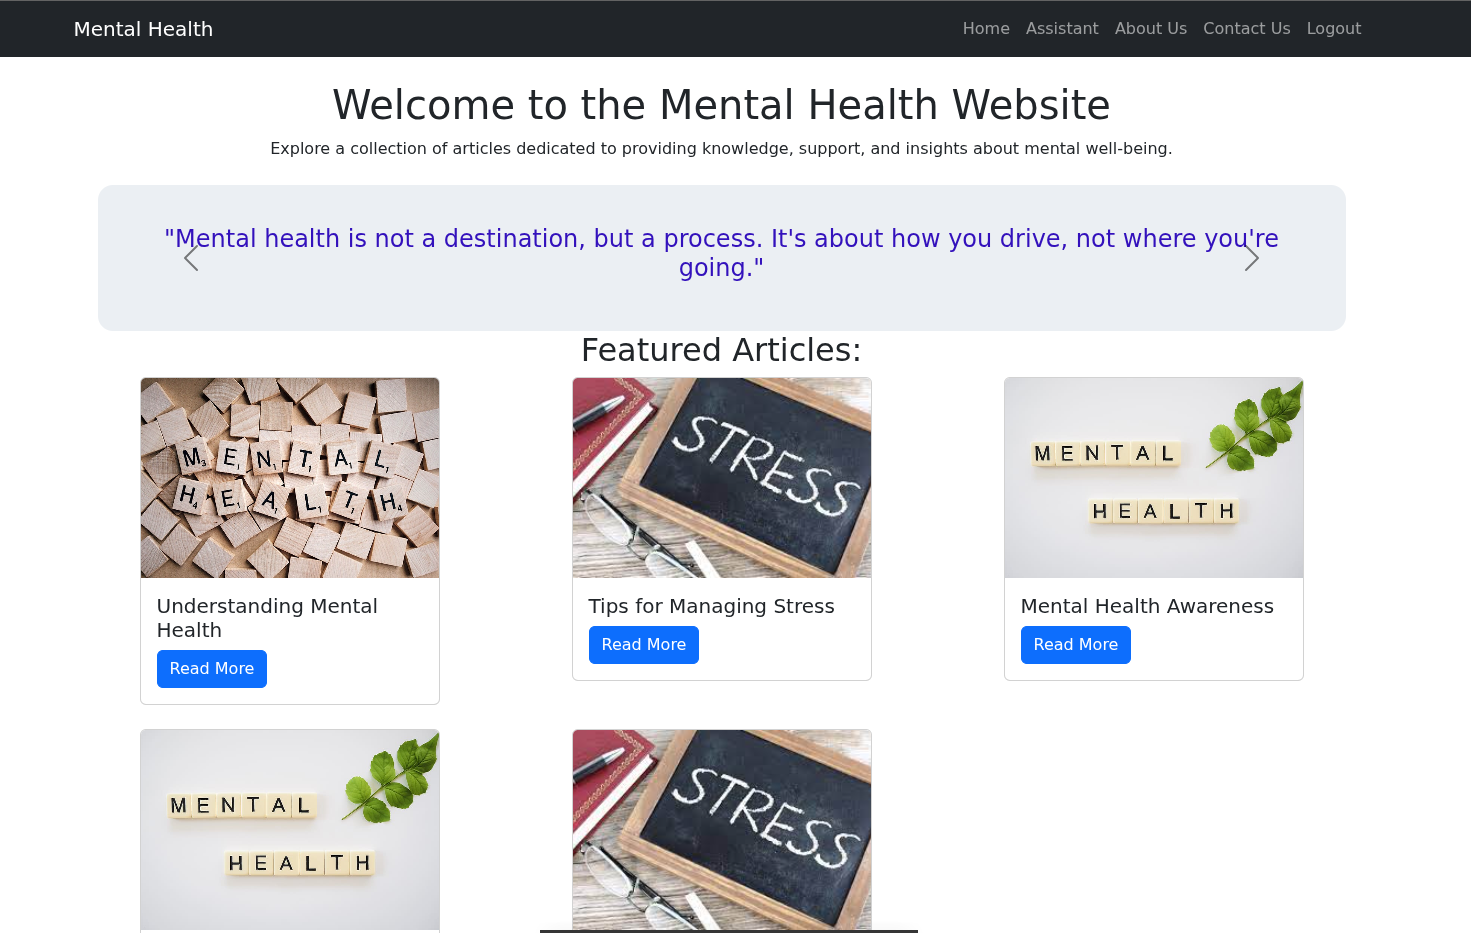 Mental Health
Home Assistant About Us Contact Us Logout
Welcome to the Mental Health Website
Explore a collection of articles dedicated to providing knowledge, support, and insights about mental well-being.
"Mental health is not a destination, but a process. It's about how you drive, not where you're
going."
Featured Articles:
MENTAL
HEALTH
Understanding Mental
Health
Read More
STRESS
Tips for Managing Stress
Read More
MENTAL
HEALTH
Mental Health Awareness
Read More
MENTAL
HEALTH
STRESS